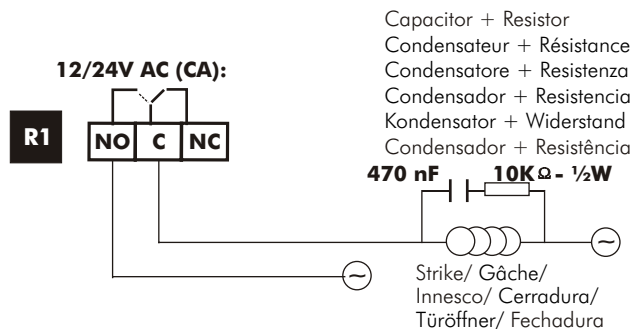 Capacitor + Resistor
Condensateur + Résistance
Condensatore + Resistenza
Condensador + Resistencia
Kondensator + Widerstand
Condensador + Resistência
12/24V AC (CA):
R1
NO C NC
470 nF 10KΩ - ½W
~
~
Strike/ Gâche/
Innesco/ Cerradura/
Türöffner/ Fechadura